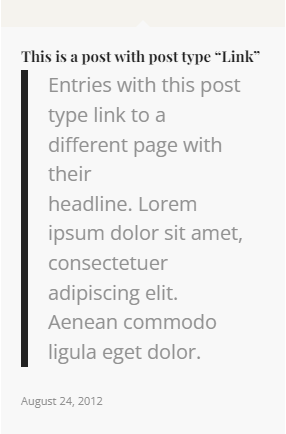 This is a post with post type “Link”
Entries with this post
type link to a
different page with
their
headline. Lorem
ipsum dolor sit amet,
consectetuer
adipiscing elit.
Aenean commodo
ligula eget dolor.
August 24, 2012